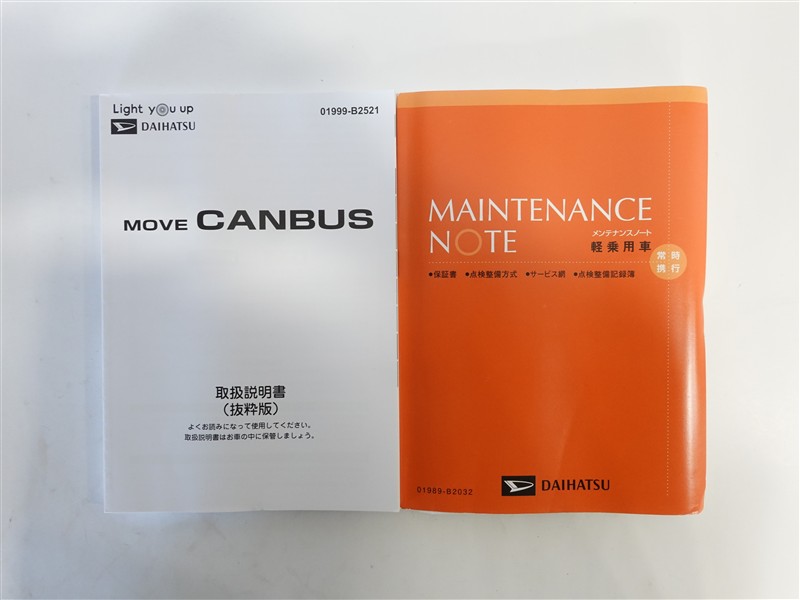 Light you up
DAIHATSU
01999-B2521
MOVE CANBUS
取扱説明書
（抜粋版）
よくお読みになって使用してください。
取扱説明書はお車の中に保管しましょう。
MAINTENANCE
NOTE
メンテナンスノート
軽乗用車
常時
携行
●保証書 ●点検整備方式 ●サービス網 ●点検整備記録簿
01989-B2032
DAIHATSU